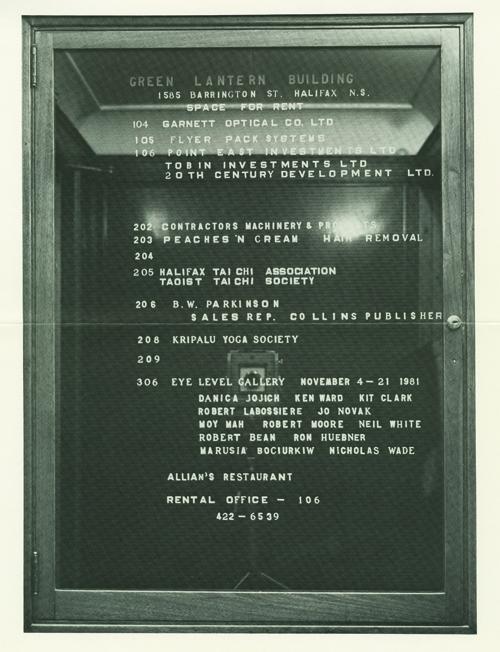 GREEN LANTERN BUILDING
1585 BARRINGTON ST. HALIFAX N.S.
SPACE FOR RENT
104 GARNETT OPTICAL CO. LTD
105 FLYER PACK SYSTEMS
106 POINT EAST INVESTMENTS LTD
TOBIN INVESTMENTS LTD
20TH CENTURY DEVELOPMENT LTD.
202 CONTRACTORS MACHINERY & PRODUCTS
203 PEACHES 'N CREAM HAIR REMOVAL
204
205 HALIFAX TAI CHI ASSOCIATION
TAOIST TAI CHI SOCIETY
206 B.W. PARKINSON
SALES REP. COLLINS PUBLISHER
208 KRIPALU YOGA SOCIETY
209
306 EYE LEVEL GALLERY NOVEMBER 4 - 21 1981
DANICA JOJICH KEN WARD KIT CLARK
ROBERT LABOSSIERE JO NOVAK
MOY MAH ROBERT MOORE NEIL WHITE
ROBERT BEAN RON HUEBNER
MARUSIA BOCIURKIW NICHOLAS WADE
ALLIAN'S RESTAURANT
RENTAL OFFICE - 106
422-6539